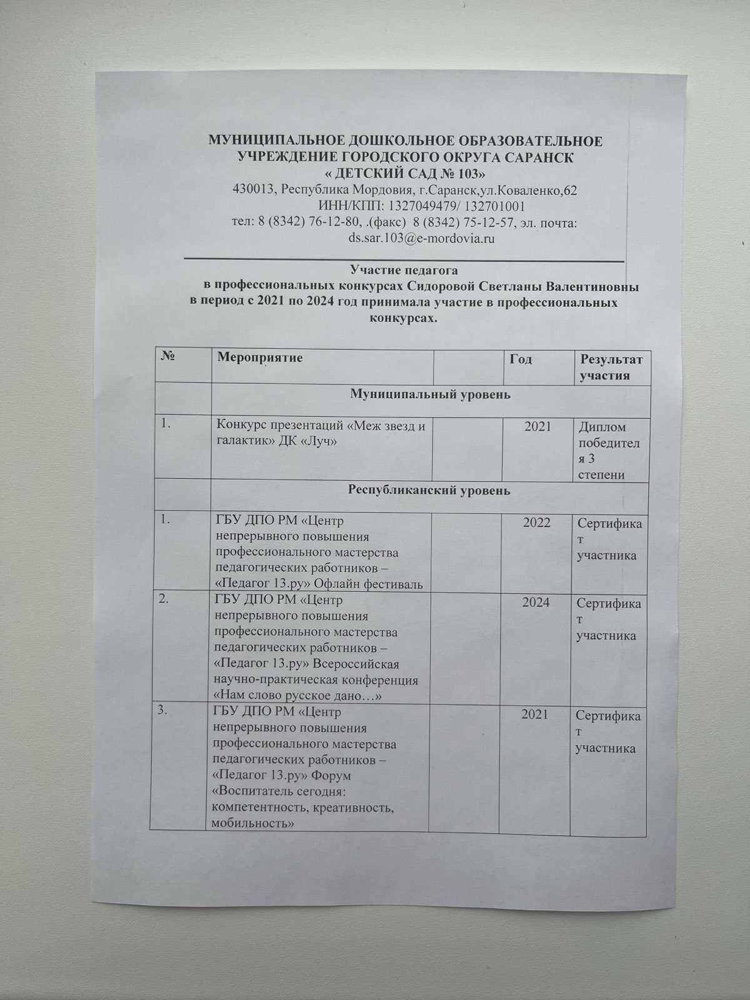 МУНИЦИПАЛЬНОЕ ДОШКОЛЬНОЕ ОБРАЗОВАТЕЛЬНОЕ
УЧРЕЖДЕНИЕ ГОРОДСКОГО ОКРУГА САРАНСК
« ДЕТСКИЙ САД № 103»
430013, Республика Мордовия, г.Саранск,ул.Коваленко,62
ИНН/КПП: 1327049479/ 132701001
тел: 8 (8342) 76-12-80, .(факс)  8 (8342) 75-12-57, эл. почта:
ds.sar.103@e-mordovia.ru
Участие педагога
в профессиональных конкурсах Сидоровой Светланы Валентиновны
в период с 2021 по 2024 год принимала участие в профессиональных
конкурсах.
№ Мероприятие Год Результат
участия
Муниципальный уровень
1. Конкурс презентаций «Меж звезд и 2021 Диплом
галактик» ДК «Луч» победител
я 3
степени
Республиканский уровень
1. ГБУ ДПО РМ «Центр 2022 Сертифика
непрерывного повышения т
профессионального мастерства участника
педагогических работников –
«Педагог 13.ру» Офлайн фестиваль
2. ГБУ ДПО РМ «Центр 2024 Сертифика
непрерывного повышения т
профессионального мастерства участника
педагогических работников –
«Педагог 13.ру» Всероссийская
научно-практическая конференция
«Нам слово русское дано…»
3. ГБУ ДПО РМ «Центр 2021 Сертифика
непрерывного повышения т
профессионального мастерства участника
педагогических работников –
«Педагог 13.ру» Форум
«Воспитатель сегодня:
компетентность, креативность,
мобильность»